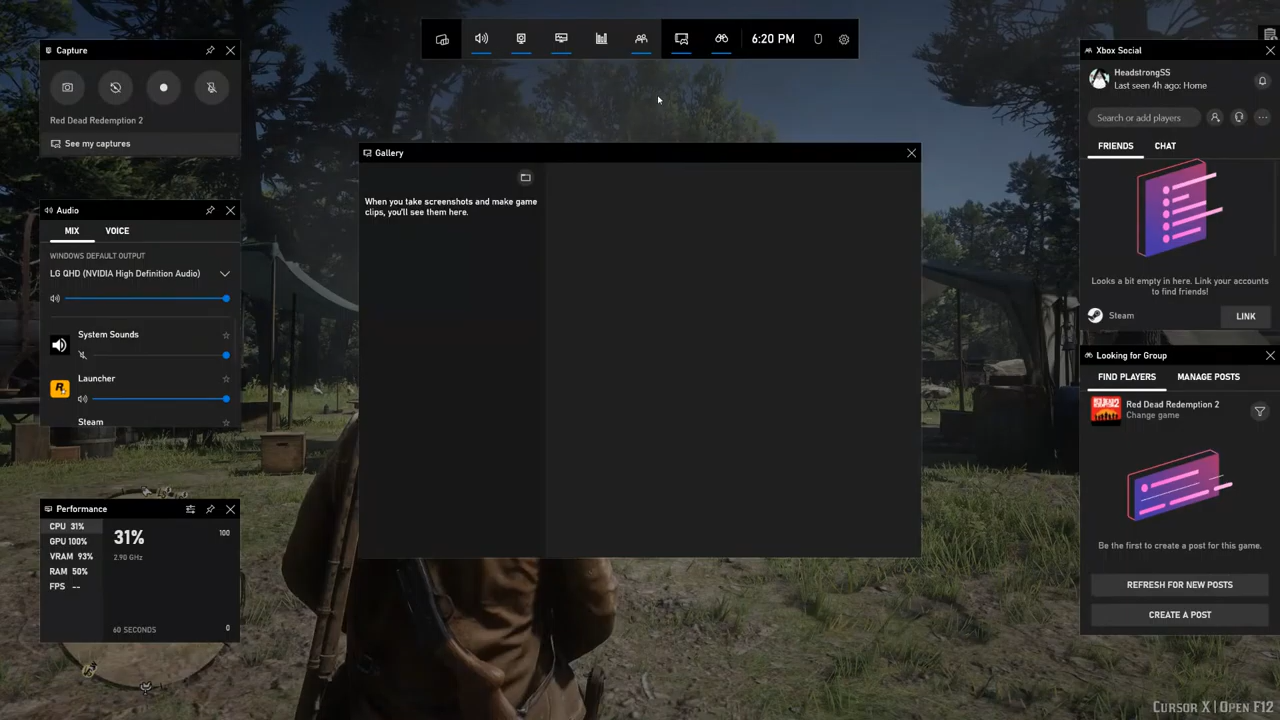 6:20 PM
Capture
Red Dead Redemption 2
See my captures
Audio
MIX VOICE
WINDOWS DEFAULT OUTPUT
LG QHD (NVIDIA High Definition Audio)
System Sounds
Launcher
Steam
Performance
CPU 31%
GPU 100%
VRAM 93%
RAM 50%
FPS --
31%
2.90 GHz
100
60 SECONDS
0
Gallery
When you take screenshots and make game
clips, you'll see them here.
Xbox Social
HeadstrongSS
Last seen 4h ago: Home
Search or add players
FRIENDS CHAT
Looks a bit empty in here. Link your accounts
to find friends!
Steam
LINK
Looking for Group
FIND PLAYERS MANAGE POSTS
Red Dead Redemption 2
Change game
Be the first to create a post for this game.
REFRESH FOR NEW POSTS
CREATE A POST
CURSOR X | OPEN F12